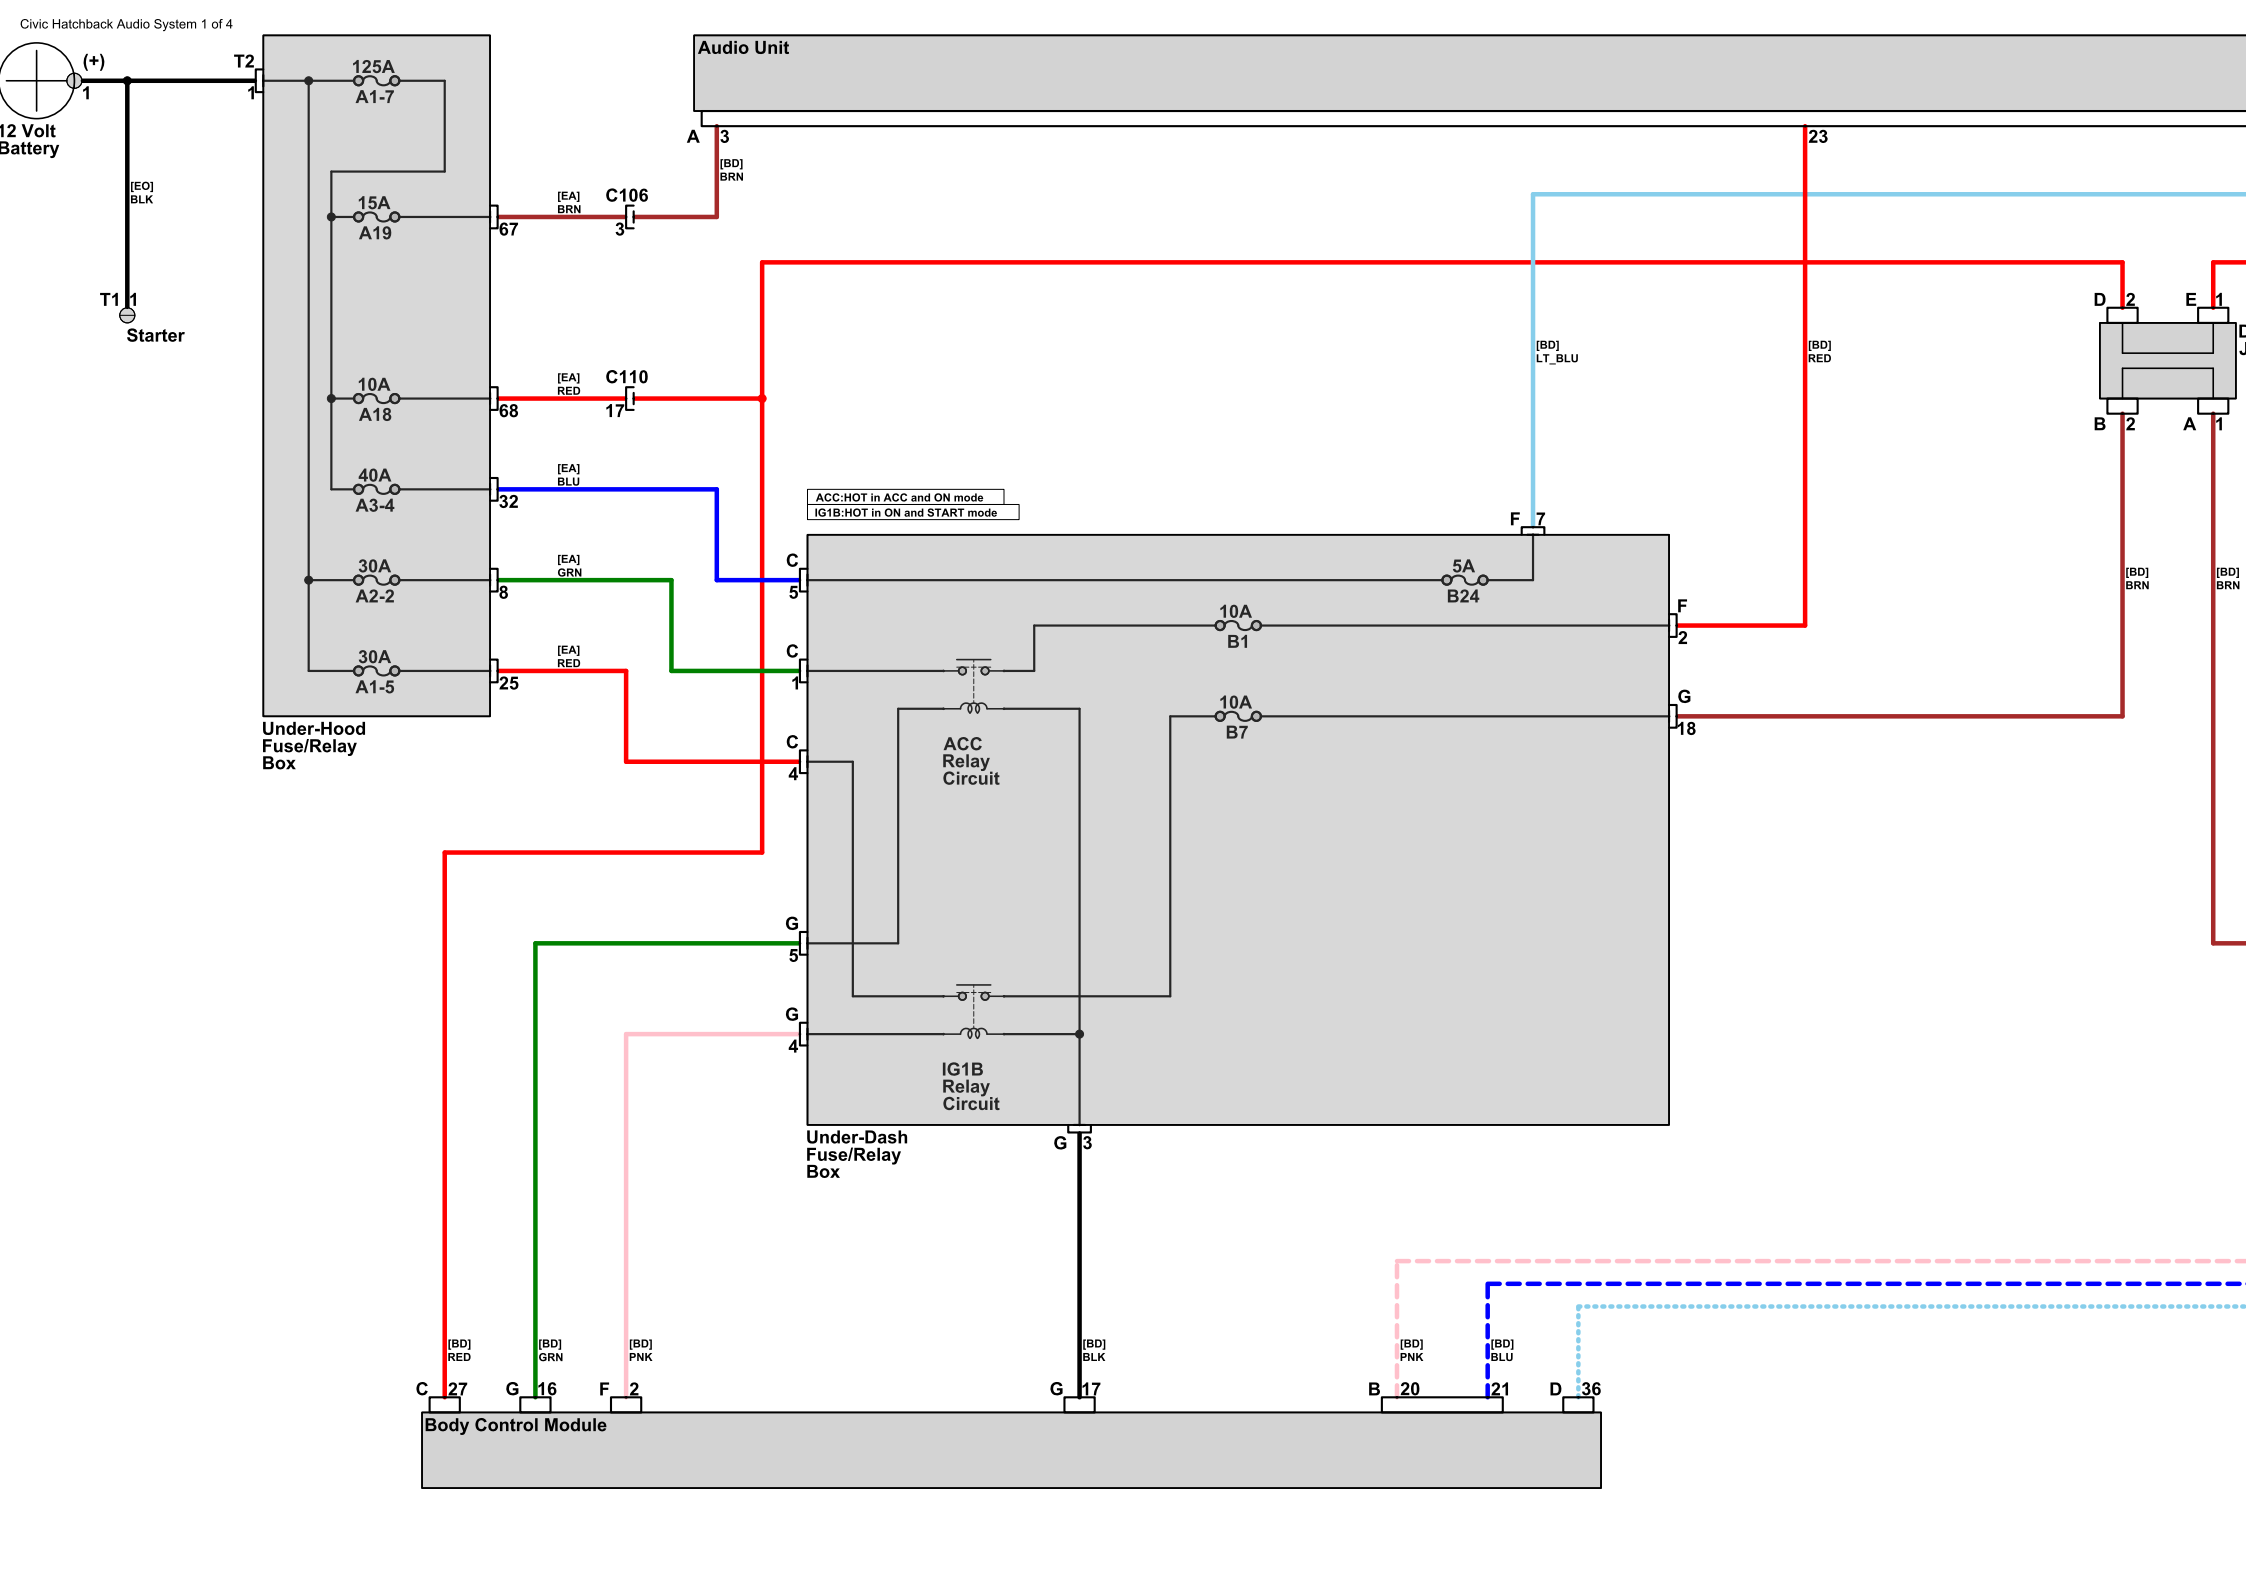 Civic Hatchback Audio System 1 of 4
(+)
1
12 Volt
Battery
[EO]
BLK
T1 1
Starter
T2
1
125A
A1-7
15A
A19
67
[EA]
BRN
C106
3
10A
A18
68
[EA]
RED
C110
17
40A
A3-4
32
[EA]
BLU
30A
A2-2
8
[EA]
GRN
30A
A1-5
25
[EA]
RED
Under-Hood
Fuse/Relay
Box
Audio Unit
A 3
[BD]
BRN
23
[BD]
LT_BLU
[BD]
RED
D 2
E 1
D
J
B 2
A 1
[BD]
BRN
[BD]
BRN
ACC:HOT in ACC and ON mode
IG1B:HOT in ON and START mode
F 7
C
5
5A
B24
10A
B1
F
2
C
1
10A
B7
G
18
C
4
ACC
Relay
Circuit
G
5
G
4
IG1B
Relay
Circuit
G 3
Under-Dash
Fuse/Relay
Box
[BD]
RED
[BD]
GRN
[BD]
PNK
[BD]
BLK
[BD]
PNK
[BD]
BLU
C 27
G 16
F 2
G 17
B 20
21
D 36
Body Control Module